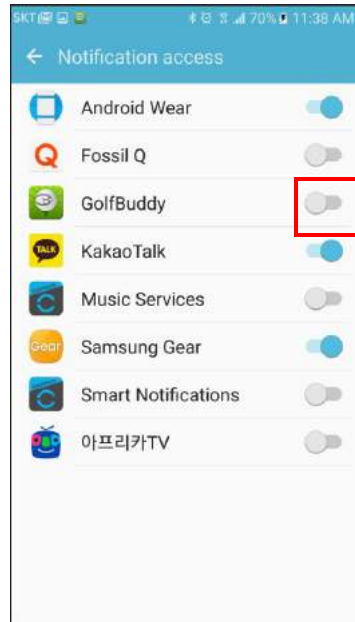 SKT 70% 11:38 AM
← Notification access
Android Wear
Q Fossil Q
GolfBuddy
TALK KakaoTalk
Music Services
Gear Samsung Gear
Smart Notifications
아프리카TV